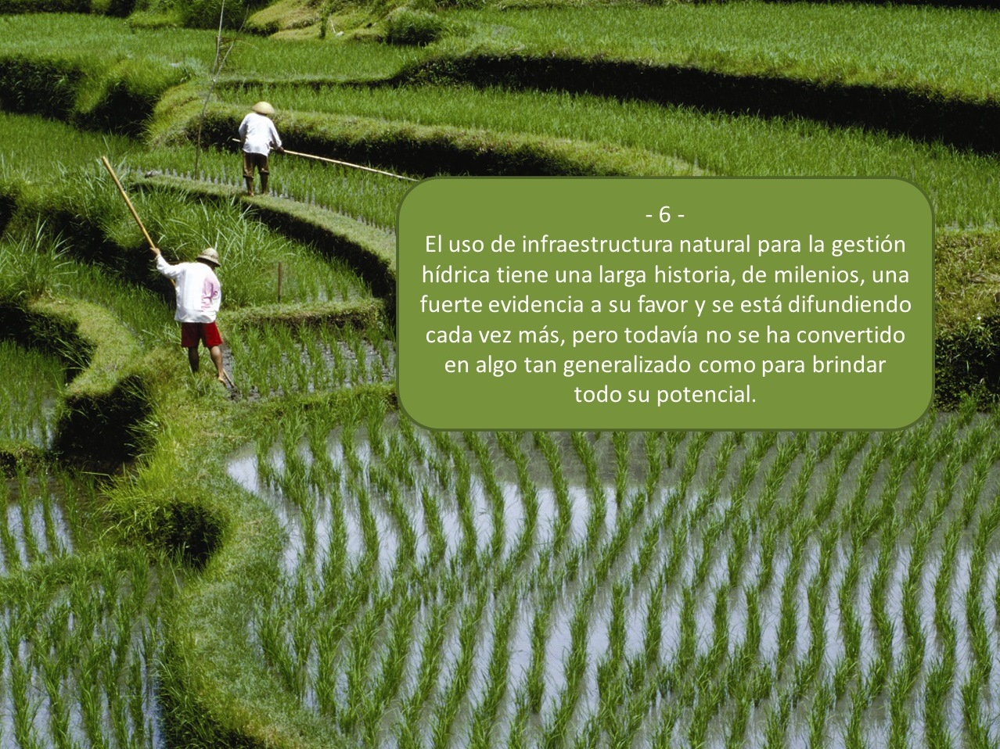 - 6 -
El uso de infraestructura natural para la gestión
hídrica tiene una larga historia, de milenios, una
fuerte evidencia a su favor y se está difundiendo
cada vez más, pero todavía no se ha convertido
en algo tan generalizado como para brindar
todo su potencial.